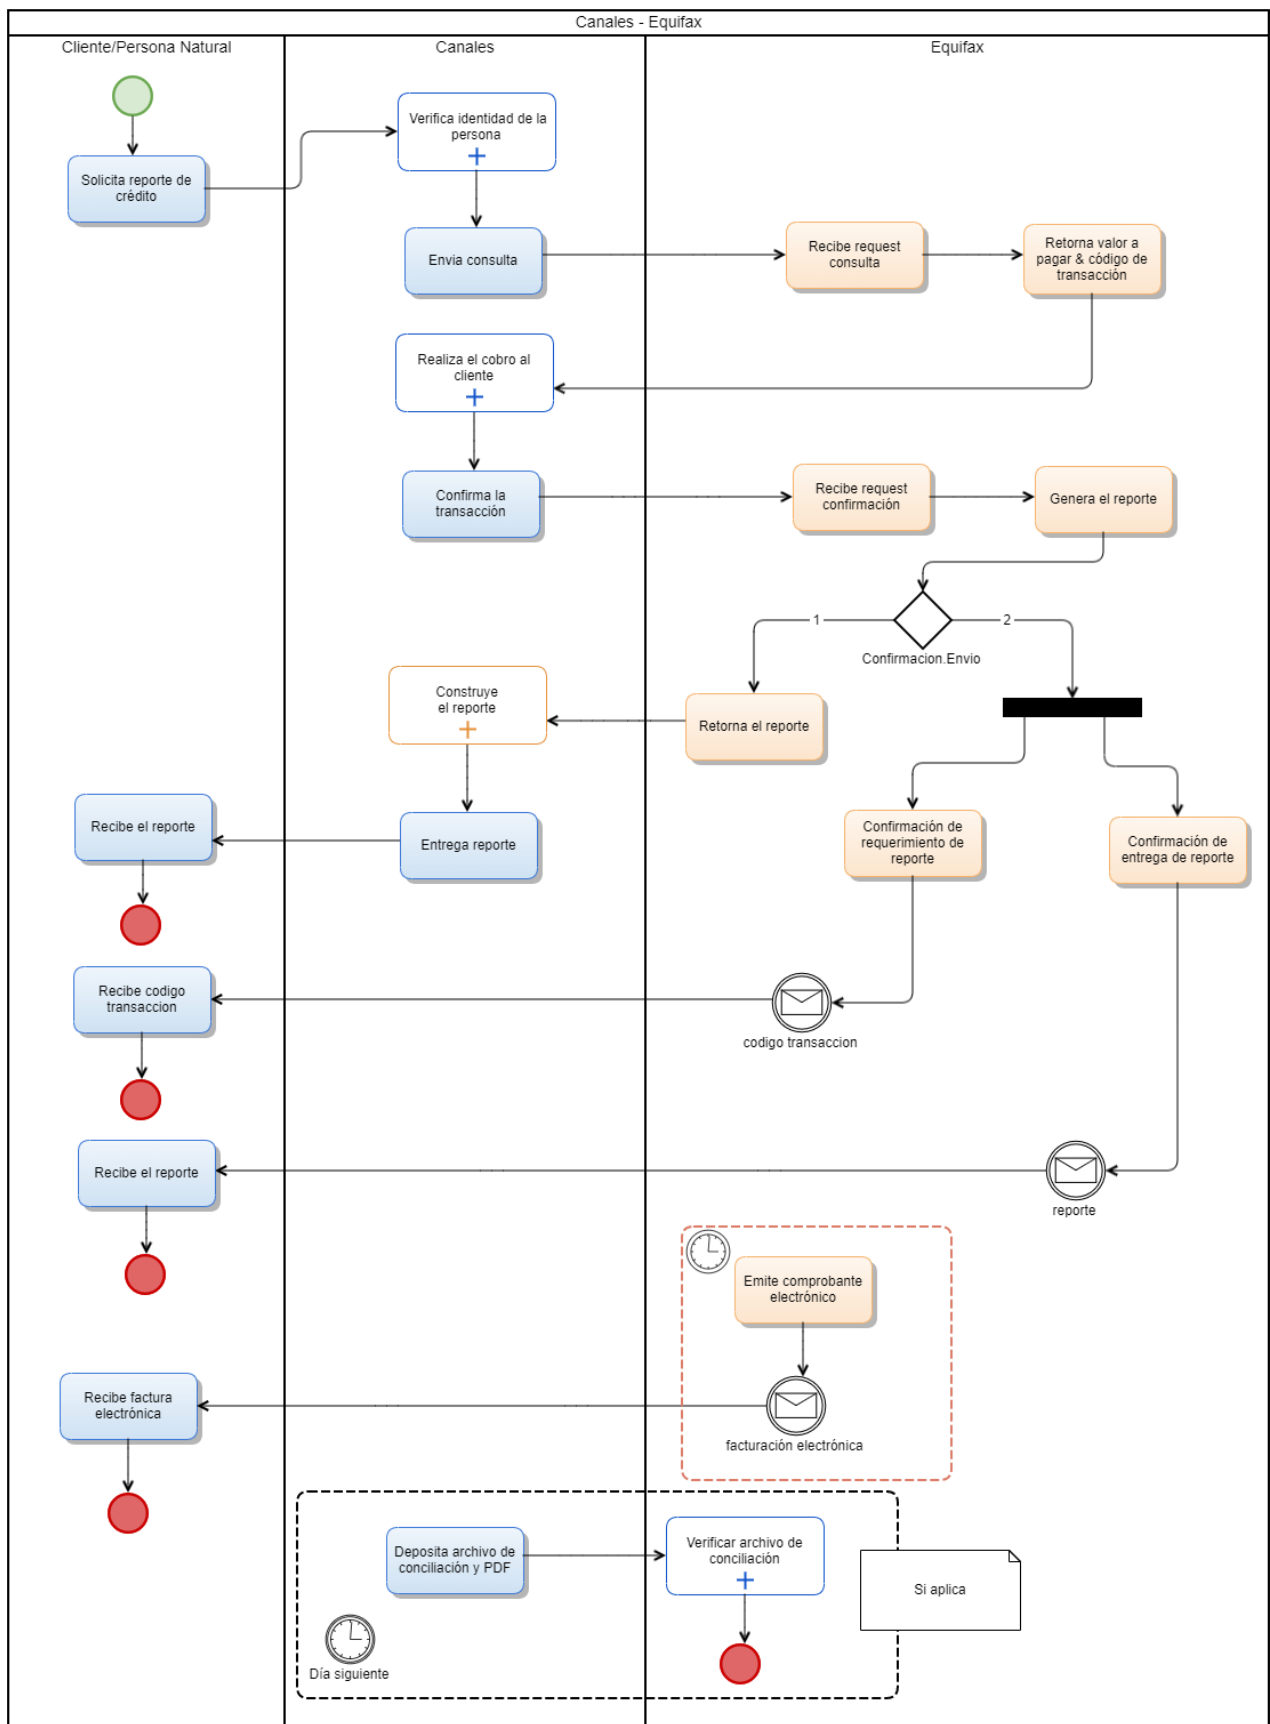 Canales - Equifax
Cliente/Persona Natural
Canales
Equifax
Verifica identidad de la
persona
Solicita reporte de
crédito
Envia consulta
Recibe request
consulta
Retorna valor a
pagar & código de
transacción
Realiza el cobro al
cliente
Confirma la
transacción
Recibe request
confirmación
Genera el reporte
1
2
Confirmacion.Envio
Construye
el reporte
Retorna el reporte
Recibe el reporte
Entrega reporte
Confirmación de
requerimiento de
reporte
Confirmación de
entrega de reporte
Recibe codigo
transaccion
codigo transaccion
Recibe el reporte
reporte
Emite comprobante
electrónico
Recibe factura
electrónica
facturación electrónica
Deposita archivo de
conciliación y PDF
Verificar archivo de
conciliación
Si aplica
Día siguiente